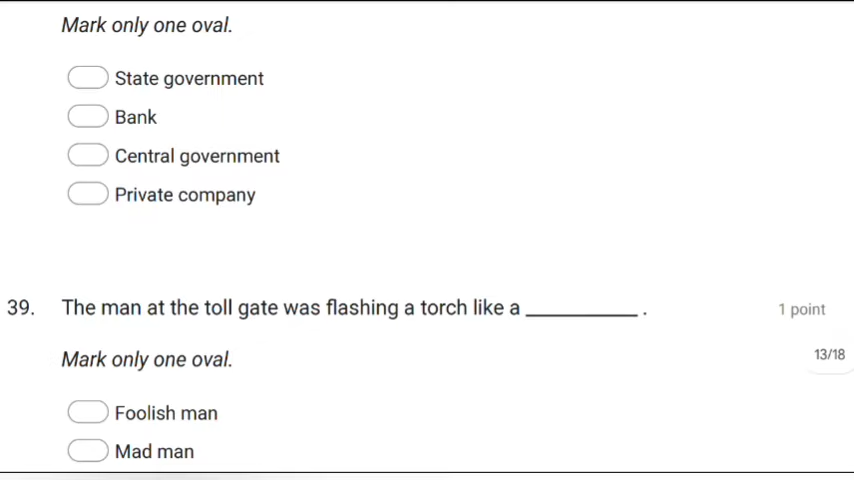 Mark only one oval.
State government
Bank
Central government
Private company
39. The man at the toll gate was flashing a torch like a __________ . 1 point
Mark only one oval.
13/18
Foolish man
Mad man